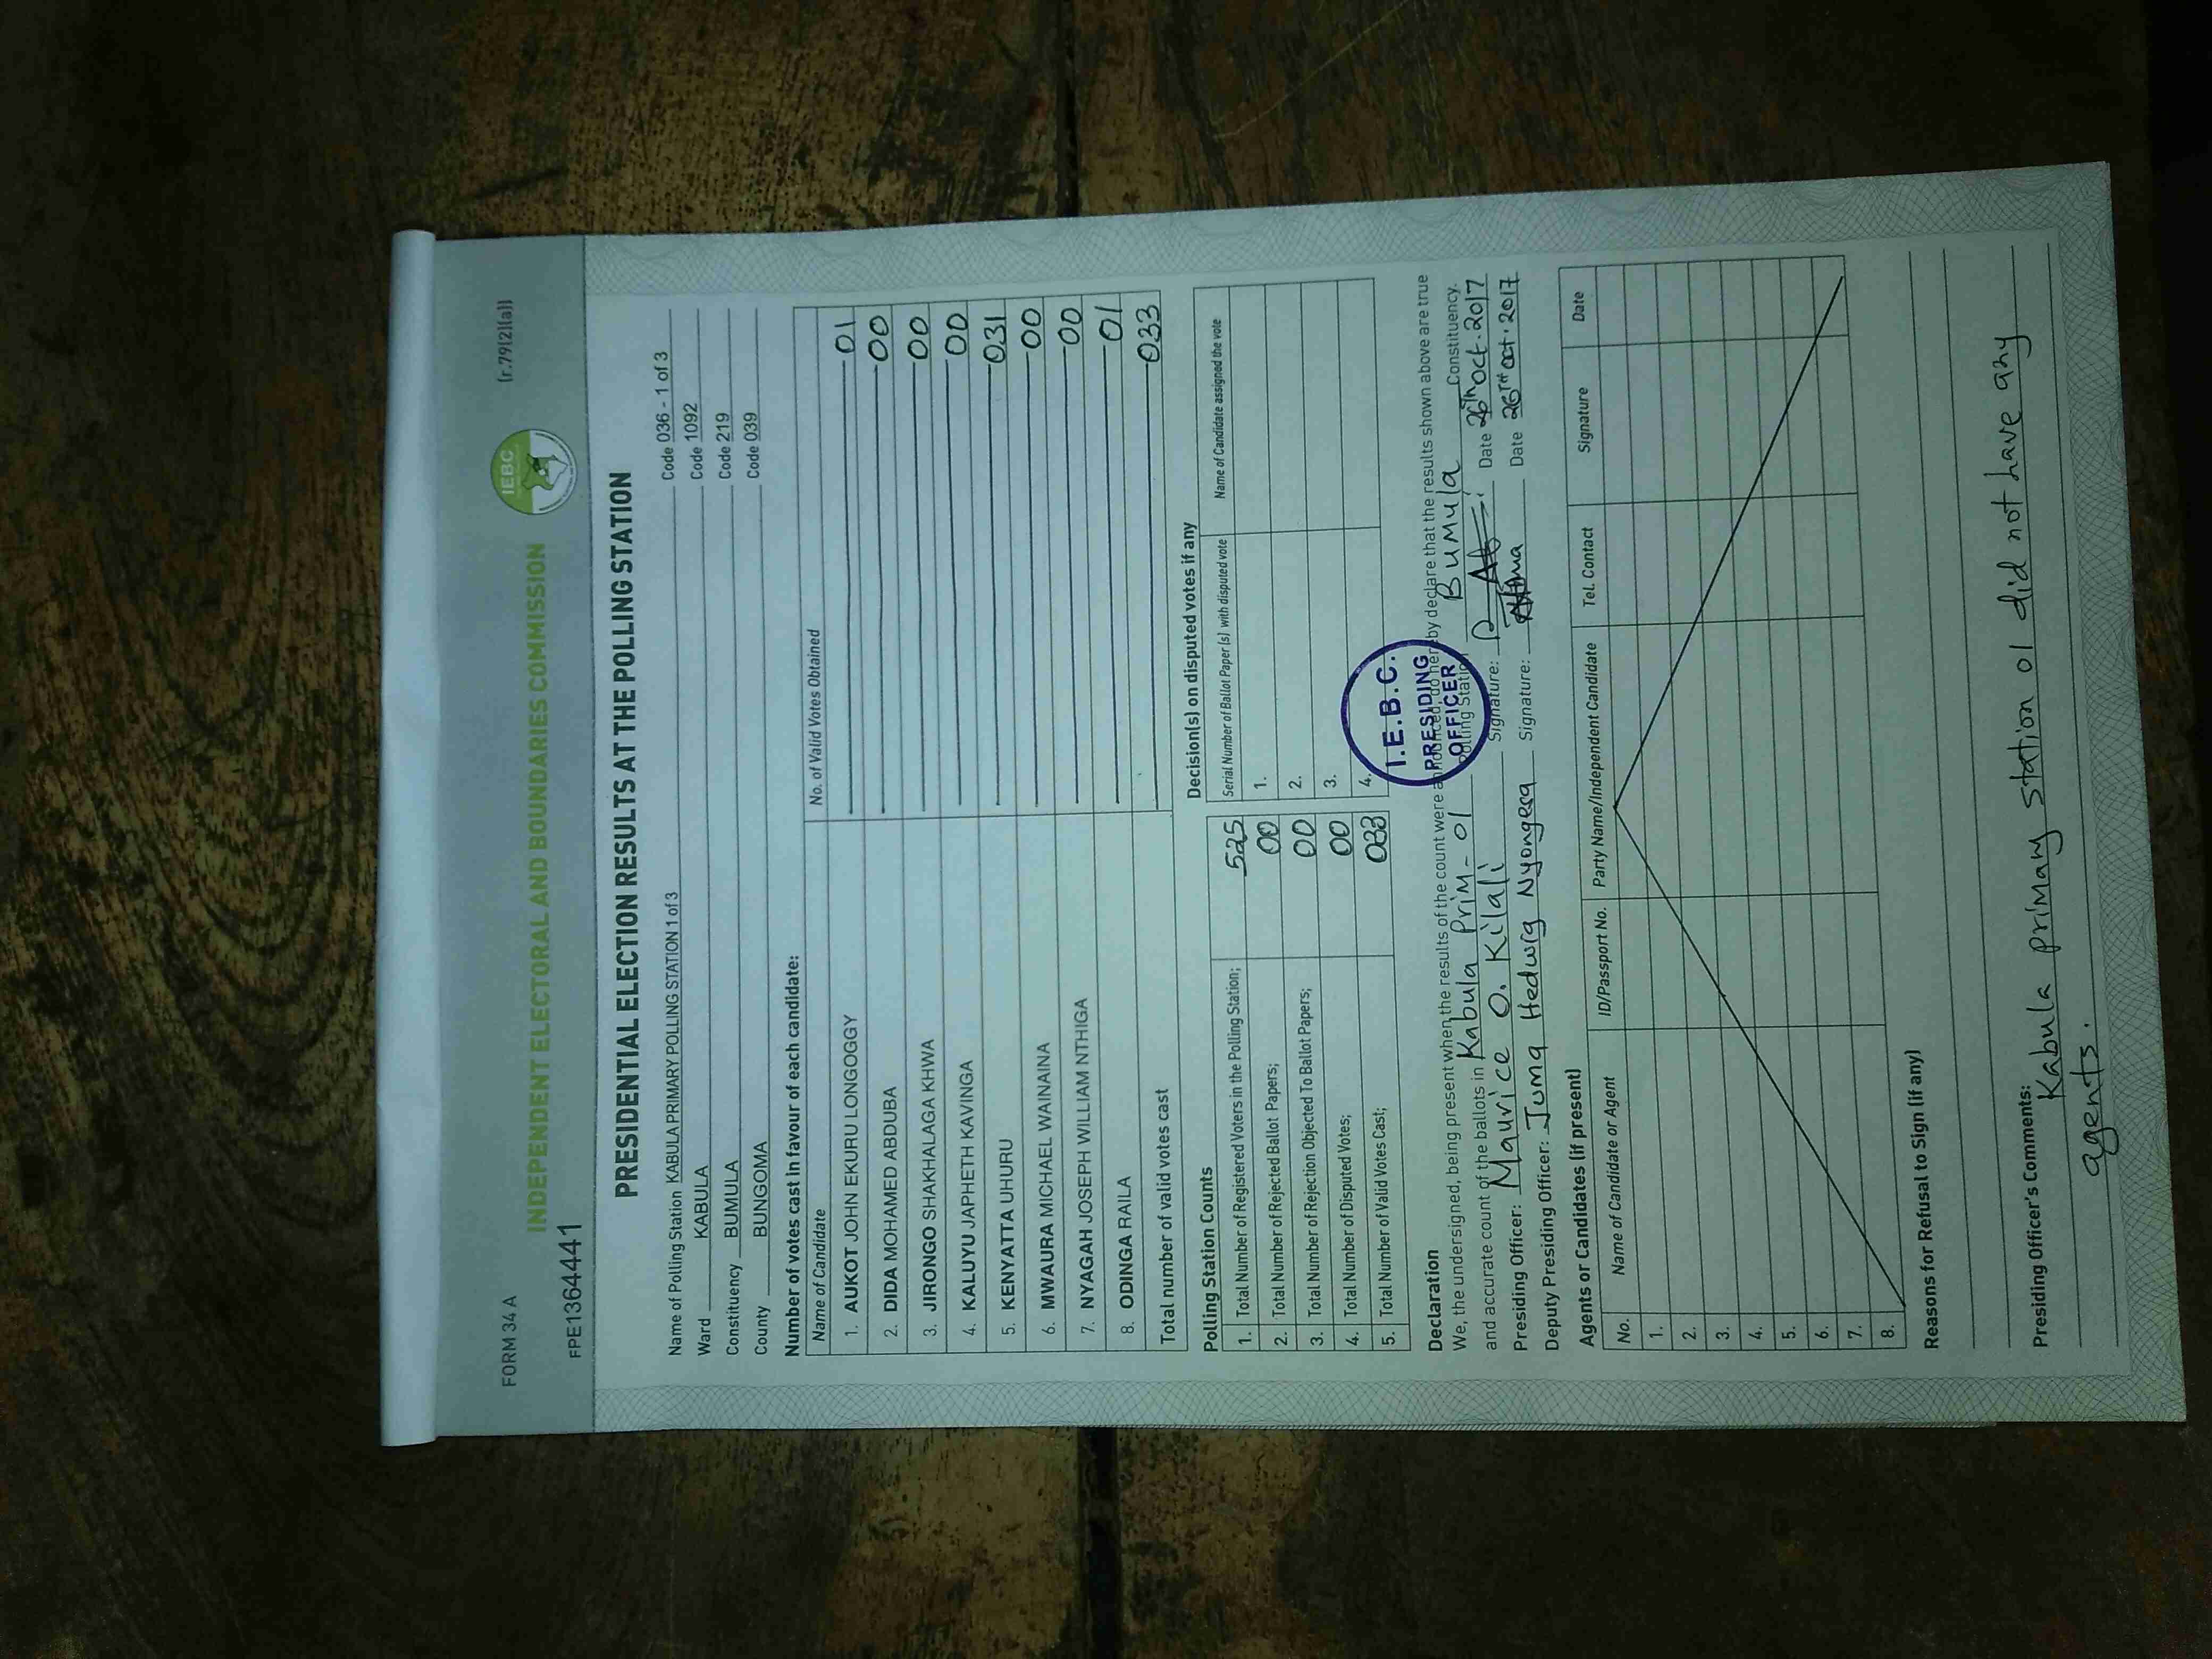 FORM 34 A
(r.79(2)(a))
INDEPENDENT ELECTORAL AND BOUNDARIES COMMISSION
IEBC
FPE1364441
PRESIDENTIAL ELECTION RESULTS AT THE POLLING STATION
Name of Polling Station KABULA PRIMARY POLLING STATION 1 of 3 Code 036 - 1 of 3
Ward KABULA Code 1092
Constituency BUMULA Code 219
County BUNGOMA Code 039
Number of votes cast in favour of each candidate:
Name of Candidate No. of Valid Votes Obtained
1. AUKOT JOHN EKURU LONGOGGY 01
2. DIDA MOHAMED ABDUBA 00
3. JIRONGO SHAKHALAGA KHWA 00
4. KALUYU JAPHETH KAVINGA 00
5. KENYATTA UHURU 031
6. MWAURA MICHAEL WAINAINA 00
7. NYAGAH JOSEPH WILLIAM NTHIGA 00
8. ODINGA RAILA 01
Total number of valid votes cast 033
Polling Station Counts
1. Total Number of Registered Voters in the Polling Station; 525
2. Total Number of Rejected Ballot Papers; 00
3. Total Number of Rejection Objected To Ballot Papers; 00
4. Total Number of Disputed Votes; 00
5. Total Number of Valid Votes Cast; 033
Decision(s) on disputed votes if any
Serial Number of Ballot Paper (s) with disputed vote Name of Candidate assigned the vote
1.
2.
3.
4.
I.E.B.C.
PRESIDING
OFFICER
Declaration
We, the undersigned, being present when the results of the count were announced, do hereby declare that the results shown above are true
and accurate count of the ballots in Kabula Prim - 01 Polling Station Bumula Constituency.
Presiding Officer: Maurice O. Kilali Signature: Date 26th Oct. 2017
Deputy Presiding Officer: Juma Hedwig Nyongesa Signature: Date 26TH Oct. 2017
Agents or Candidates (if present)
No. Name of Candidate or Agent ID/Passport No. Party Name/Independent Candidate Tel. Contact Signature Date
1.
2.
3.
4.
5.
6.
7.
8.
Reasons for Refusal to Sign (if any)
Presiding Officer's Comments:
Kabula primary station 01 did not have any
agents.